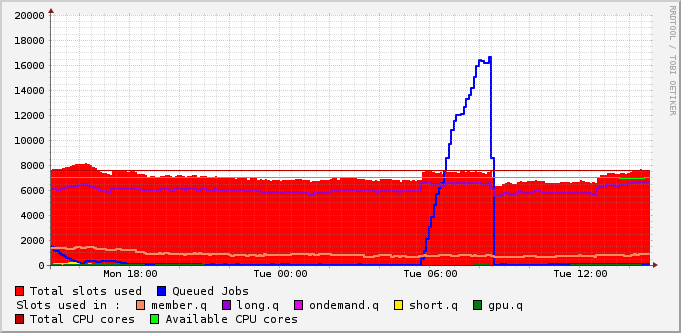 RRDTOOL / TOBI OETIKER
20000
18000
16000
14000
12000
10000
8000
6000
4000
2000
0
Mon 18:00 Tue 00:00 Tue 06:00 Tue 12:00
Total slots used Queued Jobs
Slots used in : member.q long.q ondemand.q short.q gpu.q
Total CPU cores Available CPU cores